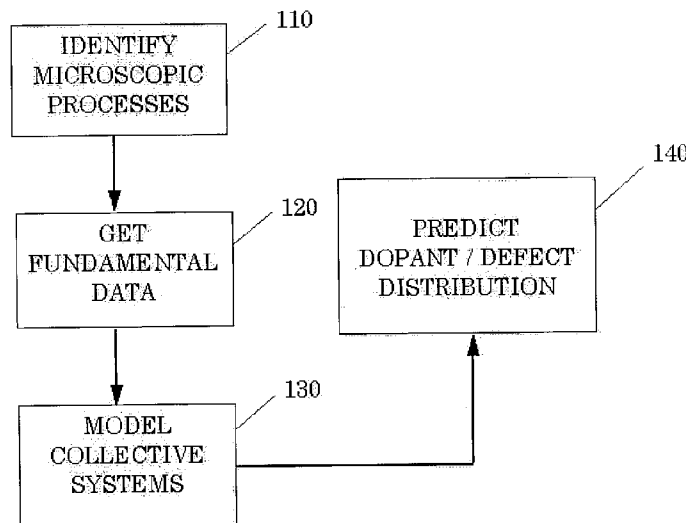 110
IDENTIFY
MICROSCOPIC
PROCESSES
120
GET
FUNDAMENTAL
DATA
130
MODEL
COLLECTIVE
SYSTEMS
140
PREDICT
DOPANT / DEFECT
DISTRIBUTION